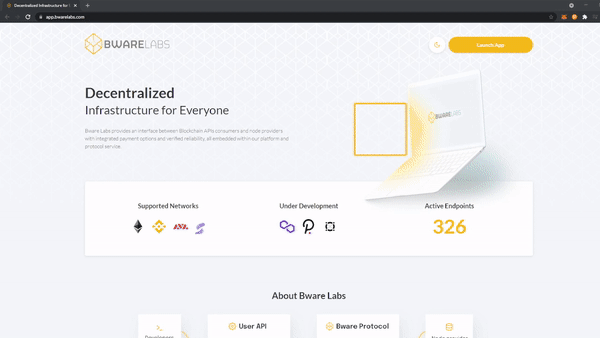 Decentralized Infrastructure for
app.bwarelabs.com
BWARELABS
Launch App
Decentralized
Infrastructure for Everyone
Bware Labs provides an interface between Blockchain APIs consumers and node providers
with integrated payment options and verified reliability, all embedded within our platform and
protocol service.
BWARELABS
Supported Networks
Under Development
Active Endpoints
326
About Bware Labs
User API
Bware Protocol
Developers
Node provider